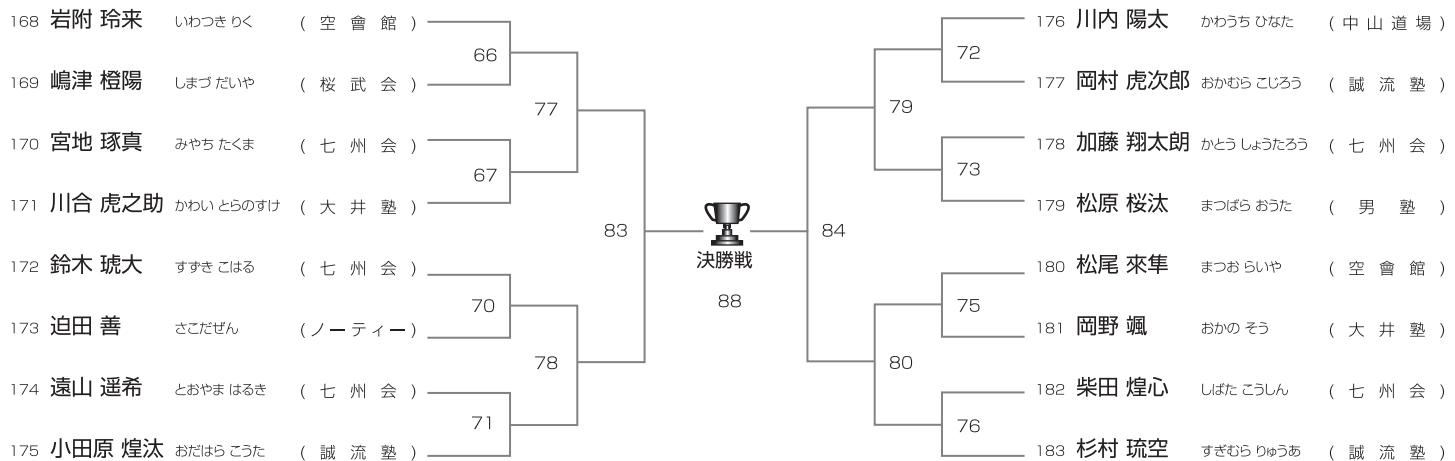 168 岩附 玲来 いわつき りく ( 空 會 館 )
66
169 嶋津 橙陽 しまづ だいや ( 桜 武 会 )
77
170 宮地 琢真 みやち たくま ( 七 州 会 )
67
171 川合 虎之助 かわい とらのすけ ( 大 井 塾 )
83
172 鈴木 琥大 すずき こはる ( 七 州 会 )
70
173 迫田 善 さこだぜん (ノーティー)
78
174 遠山 遥希 とおやま はるき ( 七 州 会 )
71
175 小田原 煌汰 おだはら こうた ( 誠 流 塾 )
決勝戦
88
176 川内 陽太 かわうち ひなた ( 中 山 道 場 )
72
177 岡村 虎次郎 おかむら こじろう ( 誠 流 塾 )
79
178 加藤 翔太朗 かとう しょうたろう ( 七 州 会 )
73
179 松原 桜汰 まつばら おうた ( 男 塾 )
84
180 松尾 來隼 まつお らいや ( 空 會 館 )
75
181 岡野 颯 おかの そう ( 大 井 塾 )
80
182 柴田 煌心 しばた こうしん ( 七 州 会 )
76
183 杉村 琉空 すぎむら りゅうあ ( 誠 流 塾 )